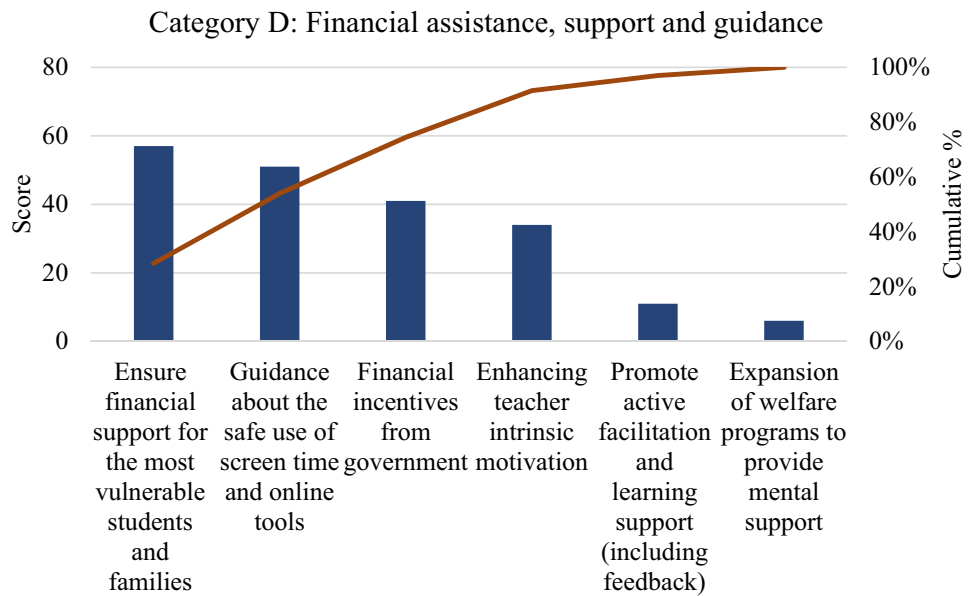 Category D: Financial assistance, support and guidance
80
60
40
20
0
Score
100%
80%
60%
40%
20%
0%
Cumulative %
Ensure
financial
support for
the most
vulnerable
students
and
families
Guidance
about the
safe use of
screen time
and online
tools
Financial
incentives
from
government
Enhancing
teacher
intrinsic
motivation
Promote
active
facilitation
and
learning
support
(including
feedback)
Expansion
of welfare
programs to
provide
mental
support